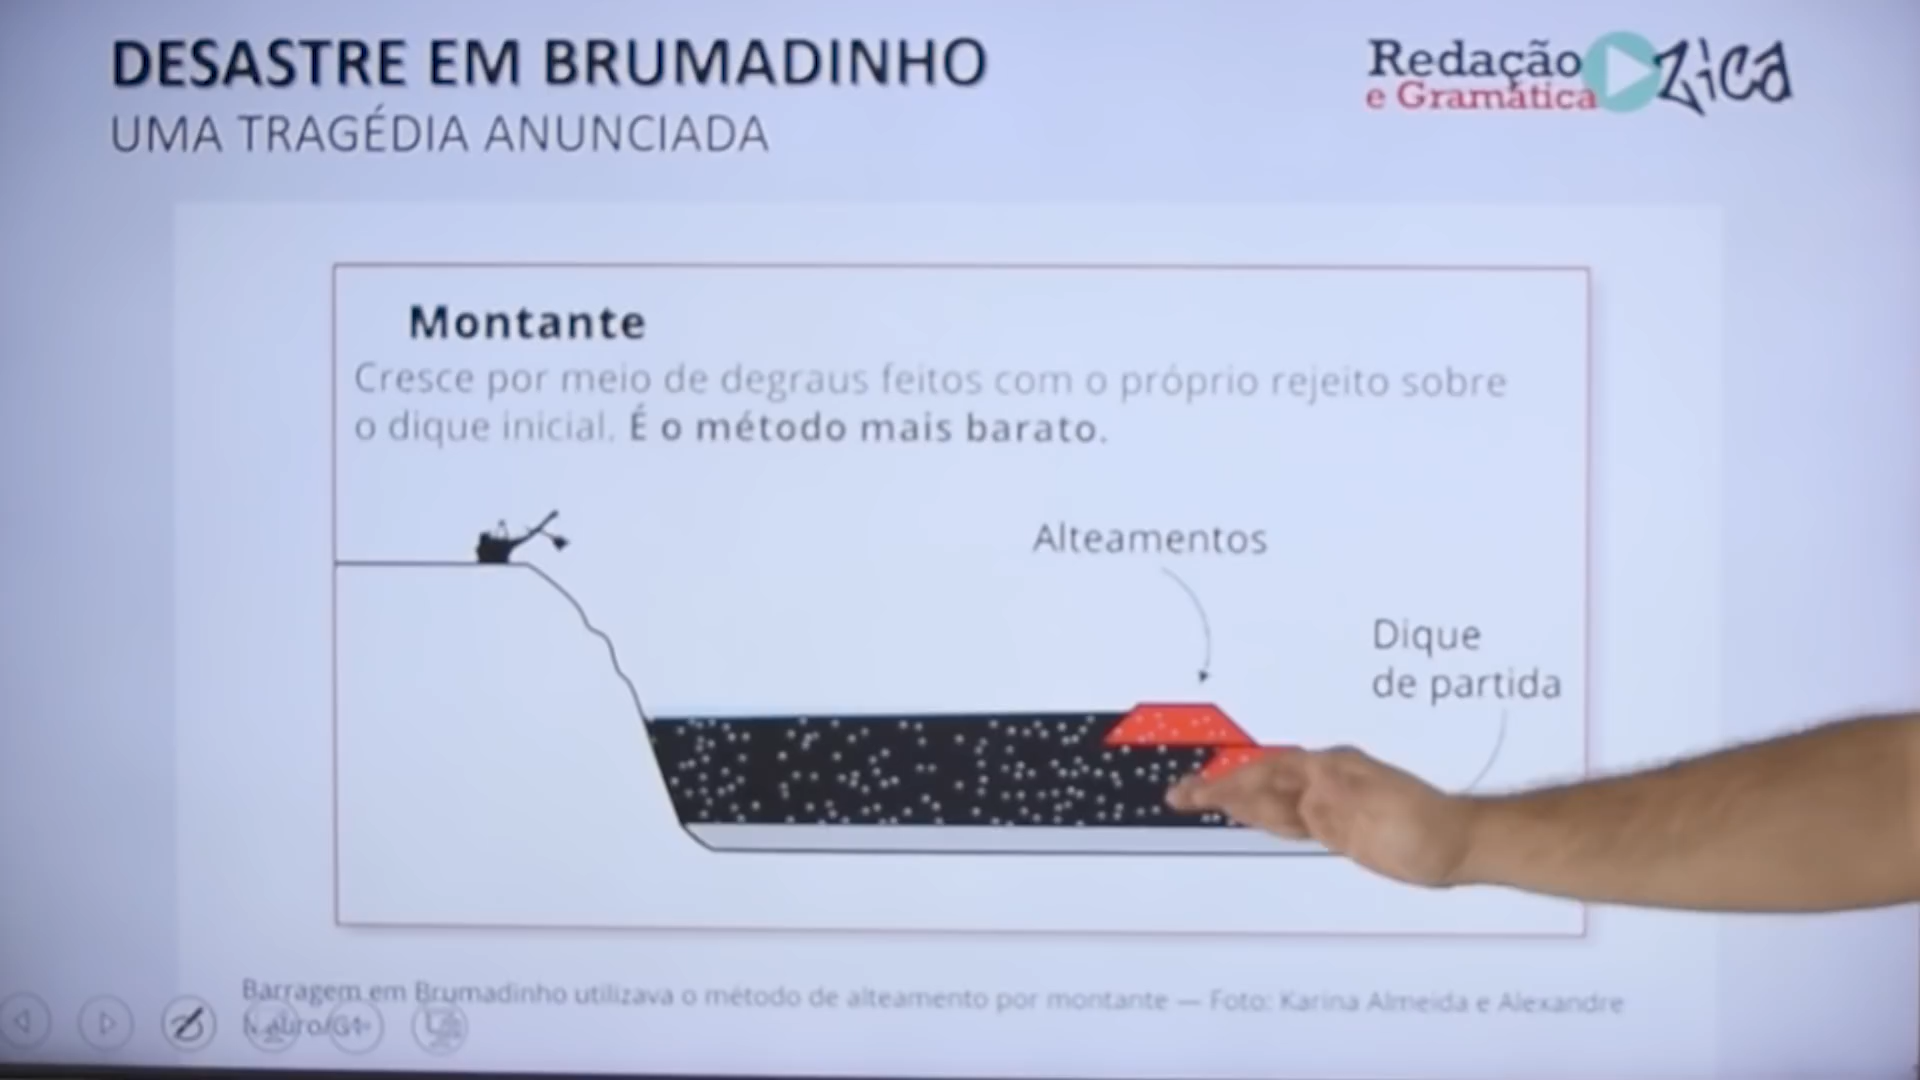 DESASTRE EM BRUMADINHO
UMA TRAGÉDIA ANUNCIADA
Redação
e Gramática
Zica
Montante
Cresce por meio de degraus feitos com o próprio rejeito sobre
o dique inicial. É o método mais barato.
Alteamentos
Dique
de partida
Barragem em Brumadinho utilizava o método de alteamento por montante — Foto: Karina Almeida e Alexandre